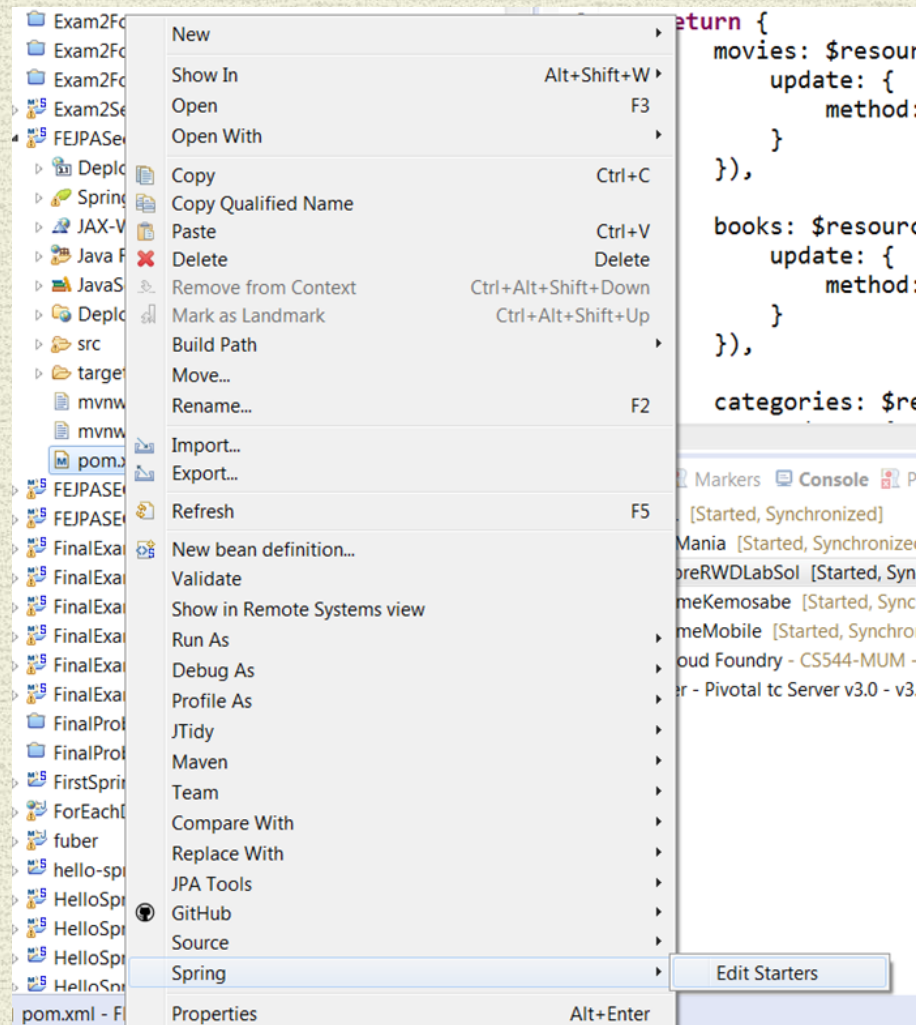 Exam2Fo
Exam2Fo
Exam2Fo
Exam2Se
FEJPASe
Deplo
Spring
JAX-W
Java R
JavaS
Deplo
src
target
mvnw
mvnw
pom.x
FEJPASE
FEJPASE
FinalExa
FinalExa
FinalExa
FinalExa
FinalExa
FinalExa
FinalProb
FinalProb
FirstSprin
ForEachD
fuber
hello-spr
HelloSpr
HelloSpr
HelloSpr
HelloSpr
pom.xml - F
New
Show In Alt+Shift+W
Open F3
Open With
Copy Ctrl+C
Copy Qualified Name
Paste Ctrl+V
Delete Delete
Remove from Context Ctrl+Alt+Shift+Down
Mark as Landmark Ctrl+Alt+Shift+Up
Build Path
Move...
Rename... F2
Import...
Export...
Refresh F5
New bean definition...
Validate
Show in Remote Systems view
Run As
Debug As
Profile As
JTidy
Maven
Team
Compare With
Replace With
JPA Tools
GitHub
Source
Spring
Properties Alt+Enter
Edit Starters
eturn {
movies: $resour
update: {
method:
}
}),
books: $resourc
update: {
method:
}
}),
categories: $re
Markers Console P
. [Started, Synchronized]
Mania [Started, Synchronized
oreRWDLabSol [Started, Syn
meKemosabe [Started, Sync
meMobile [Started, Synchro
oud Foundry - CS544-MUM -
er - Pivotal tc Server v3.0 - v3.